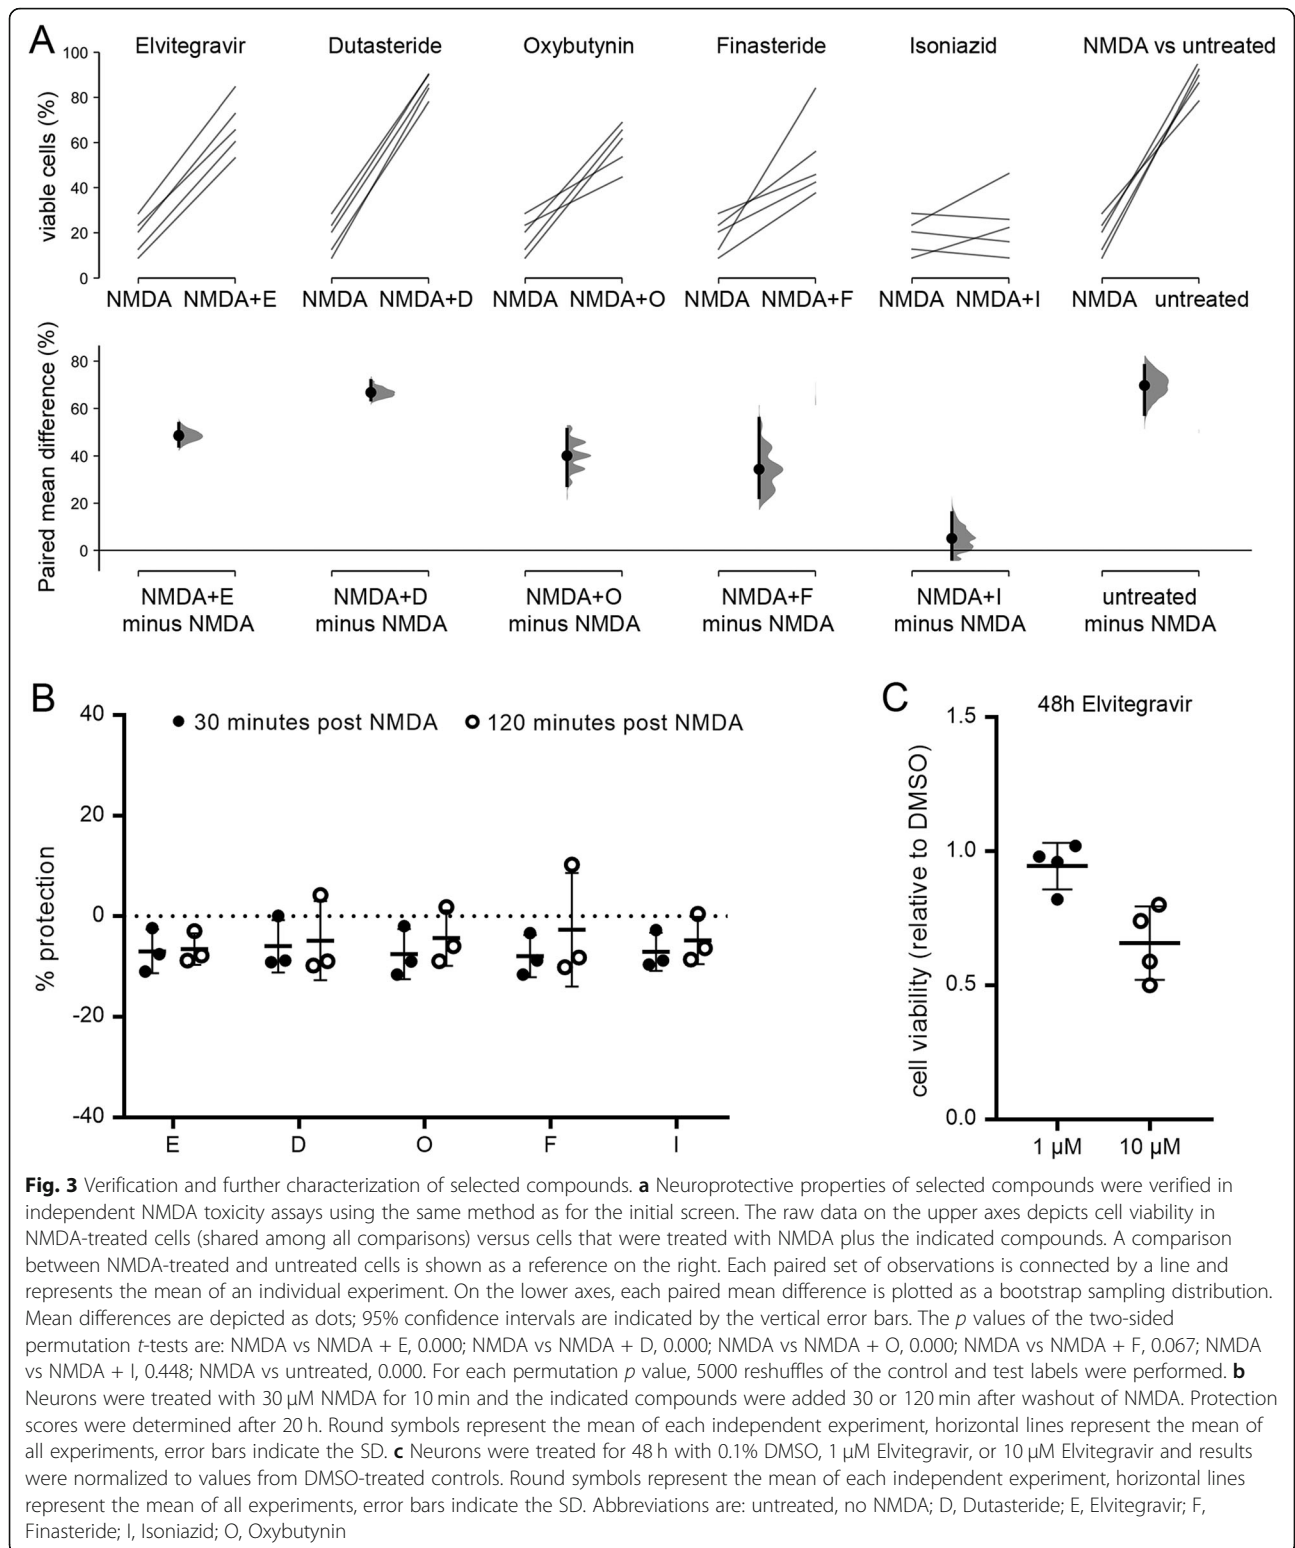 A
Elvitegravir Dutasteride Oxybutynin Finasteride Isoniazid NMDA vs untreated
viable cells (%)
100
80
60
40
20
0
NMDA NMDA+E NMDA NMDA+D NMDA NMDA+O NMDA NMDA+F NMDA NMDA+I NMDA untreated
Paired mean difference (%)
80
60
40
20
0
NMDA+E NMDA+D NMDA+O NMDA+F NMDA+I untreated
minus NMDA minus NMDA minus NMDA minus NMDA minus NMDA minus NMDA
B
30 minutes post NMDA 120 minutes post NMDA
% protection
40
20
0
-20
-40
E D O F I
C
48h Elvitegravir
cell viability (relative to DMSO)
1.5
1.0
0.5
0.0
1 µM 10 µM
Fig. 3 Verification and further characterization of selected compounds. a Neuroprotective properties of selected compounds were verified in
independent NMDA toxicity assays using the same method as for the initial screen. The raw data on the upper axes depicts cell viability in
NMDA-treated cells (shared among all comparisons) versus cells that were treated with NMDA plus the indicated compounds. A comparison
between NMDA-treated and untreated cells is shown as a reference on the right. Each paired set of observations is connected by a line and
represents the mean of an individual experiment. On the lower axes, each paired mean difference is plotted as a bootstrap sampling distribution.
Mean differences are depicted as dots; 95% confidence intervals are indicated by the vertical error bars. The p values of the two-sided
permutation t-tests are: NMDA vs NMDA + E, 0.000; NMDA vs NMDA + D, 0.000; NMDA vs NMDA + O, 0.000; NMDA vs NMDA + F, 0.067; NMDA
vs NMDA + I, 0.448; NMDA vs untreated, 0.000. For each permutation p value, 5000 reshuffles of the control and test labels were performed. b
Neurons were treated with 30 µM NMDA for 10 min and the indicated compounds were added 30 or 120 min after washout of NMDA. Protection
scores were determined after 20 h. Round symbols represent the mean of each independent experiment, horizontal lines represent the mean of
all experiments, error bars indicate the SD. c Neurons were treated for 48 h with 0.1% DMSO, 1 µM Elvitegravir, or 10 µM Elvitegravir and results
were normalized to values from DMSO-treated controls. Round symbols represent the mean of each independent experiment, horizontal lines
represent the mean of all experiments, error bars indicate the SD. Abbreviations are: untreated, no NMDA; D, Dutasteride; E, Elvitegravir; F,
Finasteride; I, Isoniazid; O, Oxybutynin